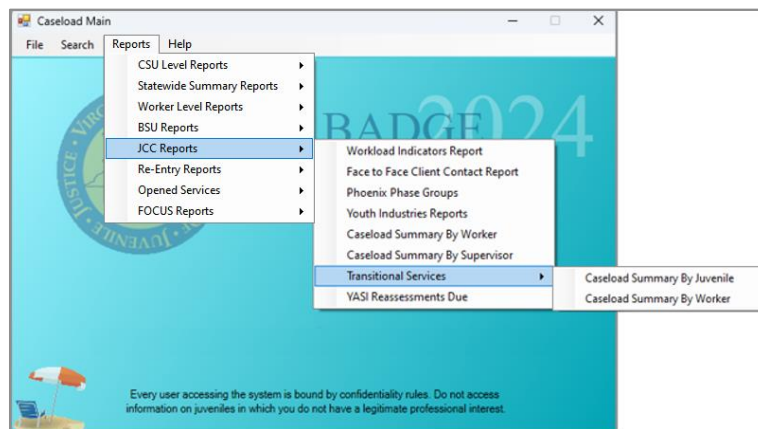 Caseload Main
File Search Reports Help
CSU Level Reports
Statewide Summary Reports
Worker Level Reports
BSU Reports
JCC Reports
Re-Entry Reports
Opened Services
FOCUS Reports
BADGE 2024
Workload Indicators Report
Face to Face Client Contact Report
Phoenix Phase Groups
Youth Industries Reports
Caseload Summary By Worker
Caseload Summary By Supervisor
Transitional Services
YASI Reassessments Due
Caseload Summary By Juvenile
Caseload Summary By Worker
JUVENILE JUSTICE
Every user accessing the system is bound by confidentiality rules. Do not access
information on juveniles in which you do not have a legitimate professional interest.